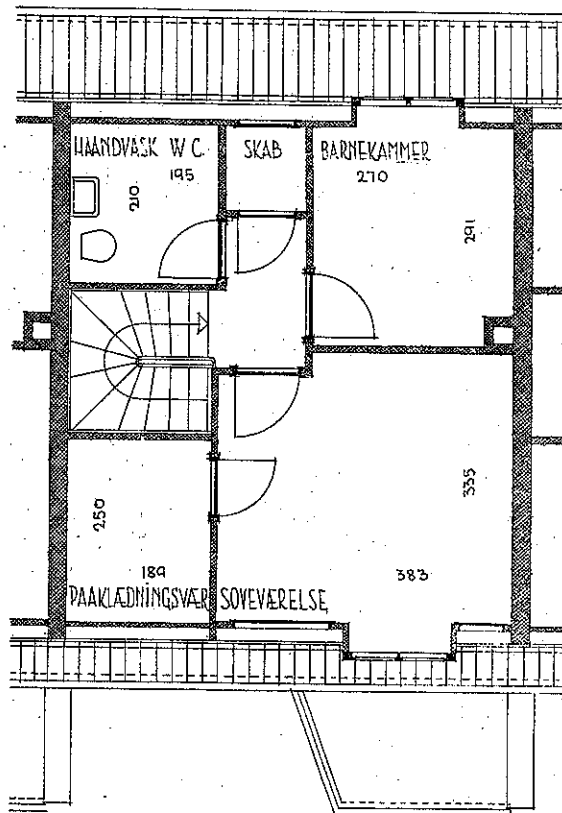 HAANDVASK W C.
195
210
SKAB
BARNEKAMMER
270
291
250
189
PAAKLÆDNINGSVÆR
SOVEVÆRELSE
335
383